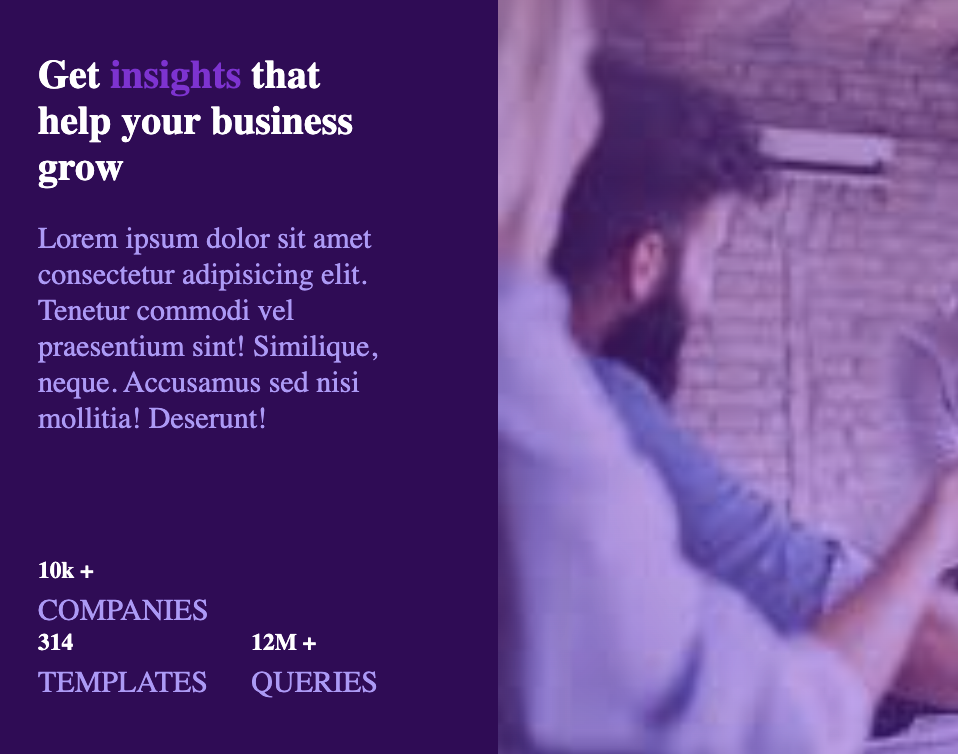 Get insights that
help your business
grow
Lorem ipsum dolor sit amet
consectetur adipisicing elit.
Tenetur commodi vel
praesentium sint! Similique,
neque. Accusamus sed nisi
mollitia! Deserunt!
10k +
COMPANIES
314
TEMPLATES
12M +
QUERIES